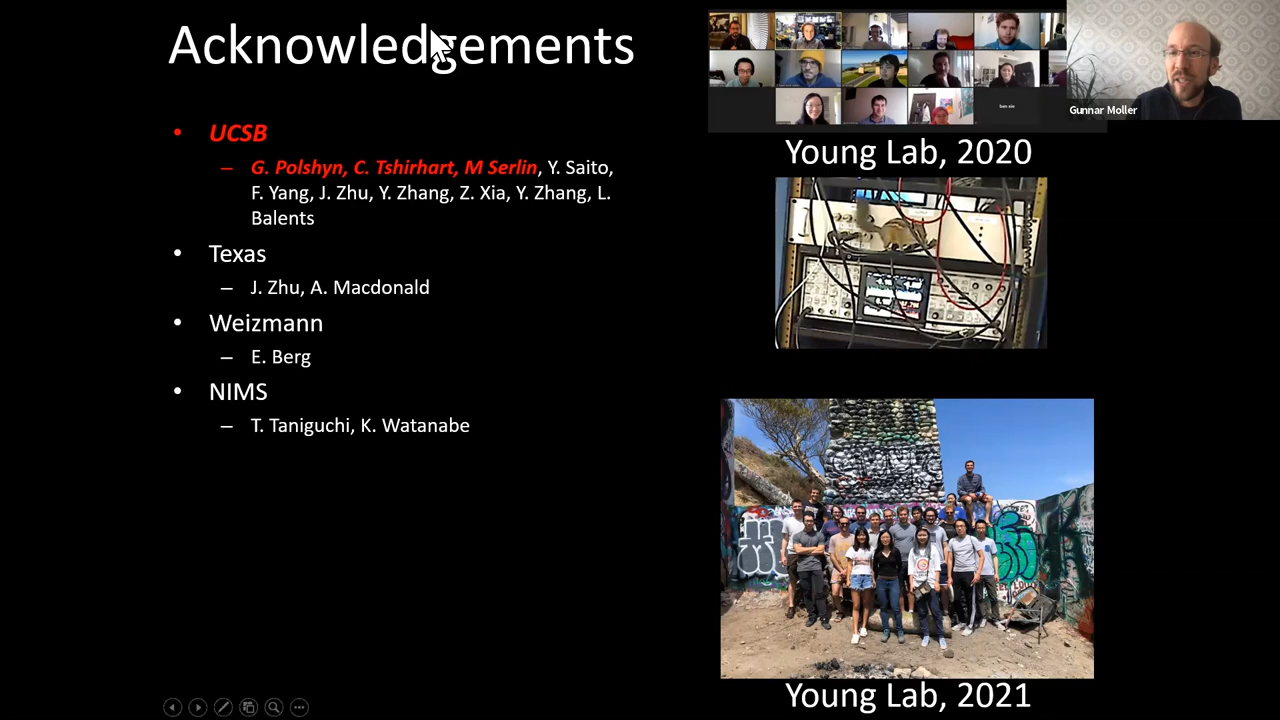 Acknowledgements
• UCSB
– G. Polshyn, C. Tshirhart, M Serlin, Y. Saito,
F. Yang, J. Zhu, Y. Zhang, Z. Xia, Y. Zhang, L.
Balents
• Texas
– J. Zhu, A. Macdonald
• Weizmann
– E. Berg
• NIMS
– T. Taniguchi, K. Watanabe
Gunnar Moller
Young Lab, 2020
Young Lab, 2021